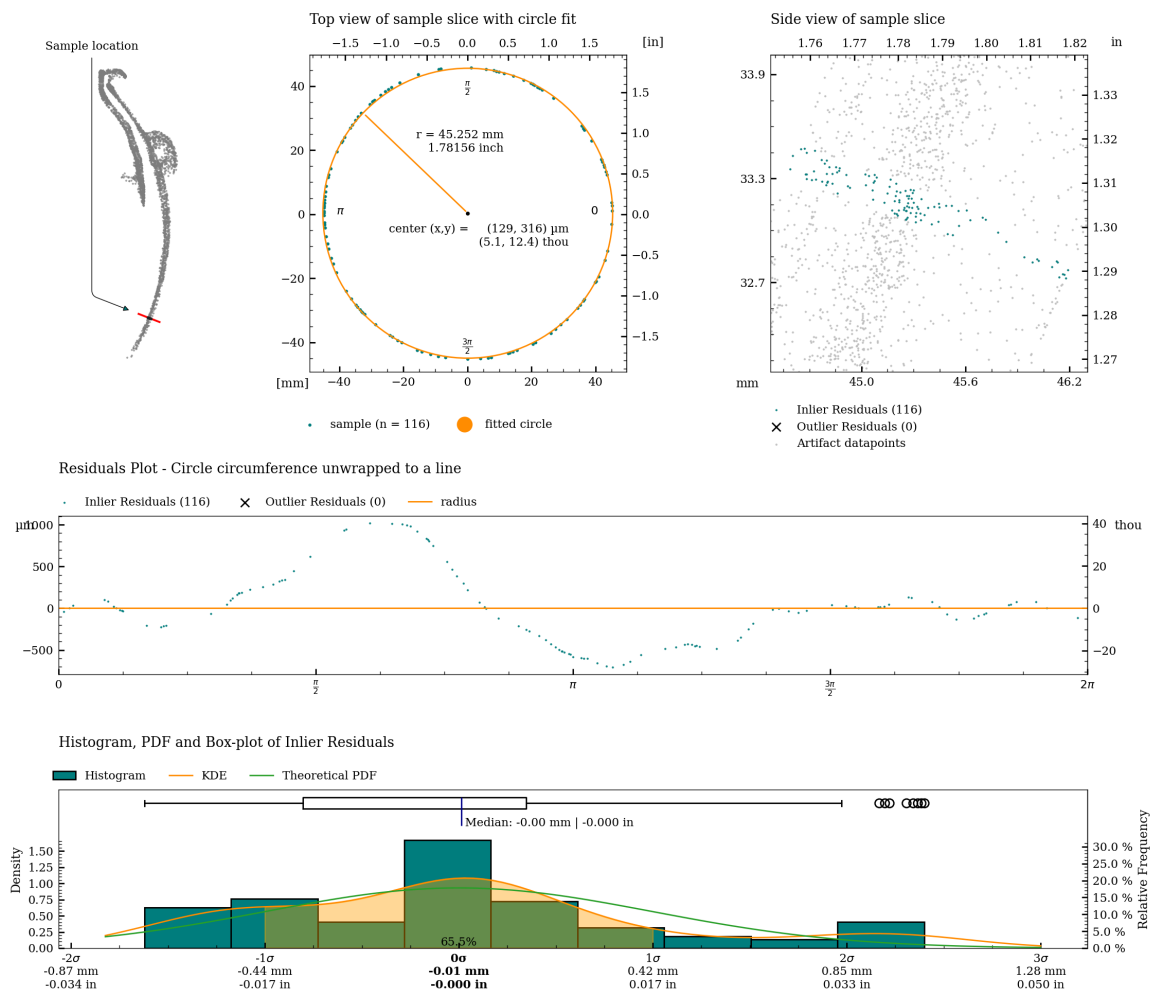 Sample location
Top view of sample slice with circle fit
−1.5 −1.0 −0.5 0.0 0.5 1.0 1.5 [in]
40
20
0
−20
−40
π/2
π
0
3π/2
r = 45.252 mm
1.78156 inch
center (x,y) = (129, 316) µm
(5.1, 12.4) thou
1.5
1.0
0.5
0.0
−0.5
−1.0
−1.5
[mm] −40 −20 0 20 40
sample (n = 116) fitted circle
Side view of sample slice
1.76 1.77 1.78 1.79 1.80 1.81 1.82 in
33.9
33.3
32.7
1.33
1.32
1.31
1.30
1.29
1.28
1.27
mm 45.0 45.6 46.2
Inlier Residuals (116)
Outlier Residuals (0)
Artifact datapoints
Residuals Plot - Circle circumference unwrapped to a line
Inlier Residuals (116) Outlier Residuals (0) radius
µm
1000
500
0
−500
40 thou
20
0
−20
0 π/2 π 3π/2 2π
Histogram, PDF and Box-plot of Inlier Residuals
Histogram KDE Theoretical PDF
Median: -0.00 mm | -0.000 in
Density
1.50
1.25
1.00
0.75
0.50
0.25
0.00
Relative Frequency
30.0 %
25.0 %
20.0 %
15.0 %
10.0 %
5.0 %
0.0 %
65.5%
-2σ -1σ 0σ 1σ 2σ 3σ
-0.87 mm -0.44 mm -0.01 mm 0.42 mm 0.85 mm 1.28 mm
-0.034 in -0.017 in -0.000 in 0.017 in 0.033 in 0.050 in